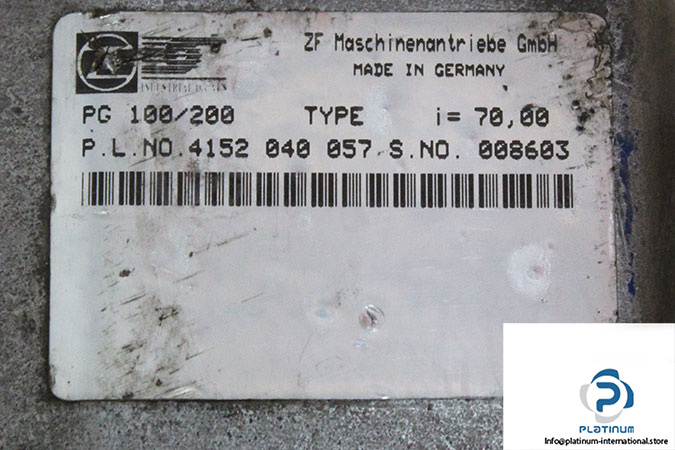 ZF Maschinenantriebe GmbH
MADE IN GERMANY
PG 100/200 TYPE i= 70,00
P.L.NO.4152 040 057 S.NO. 008603
PLATINUM
Info@platinum-international.store